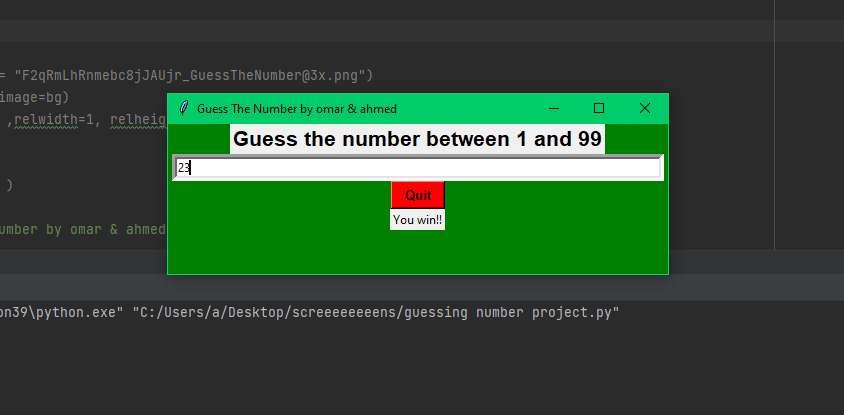 = "F2qRmLhRnmebc8jJAUjr_GuessTheNumber@3x.png")
image=bg)
,relwidth=1, relheig
)
umber by omar & ahmed
Guess The Number by omar & ahmed
Guess the number between 1 and 99
23
Quit
You win!!
on39\python.exe" "C:/Users/a/Desktop/screeeeeeeens/guessing number project.py"